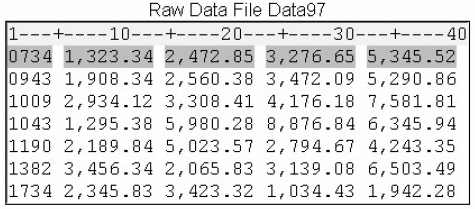 Raw Data File Data97
1---+----10---+----20---+----30---+----40
0734 1,323.34 2,472.85 3,276.65 5,345.52
0943 1,908.34 2,560.38 3,472.09 5,290.86
1009 2,934.12 3,308.41 4,176.18 7,581.81
1043 1,295.38 5,980.28 8,876.84 6,345.94
1190 2,189.84 5,023.57 2,794.67 4,243.35
1382 3,456.34 2,065.83 3,139.08 6,503.49
1734 2,345.83 3,423.32 1,034.43 1,942.28